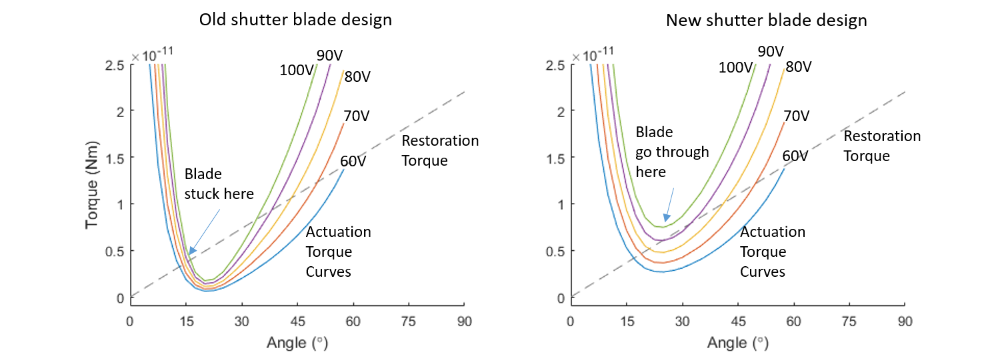 Old shutter blade design
×10-11
2.5
2
1.5
1
0.5
0
0
15
30
45
60
75
90
Torque (Nm)
Angle (°)
100V
90V
80V
70V
60V
Restoration
Torque
Blade
stuck here
Actuation
Torque
Curves
New shutter blade design
×10-11
2.5
2
1.5
1
0.5
0
0
15
30
45
60
75
90
Angle (°)
100V
90V
80V
70V
60V
Restoration
Torque
Blade
go through
here
Actuation
Torque
Curves